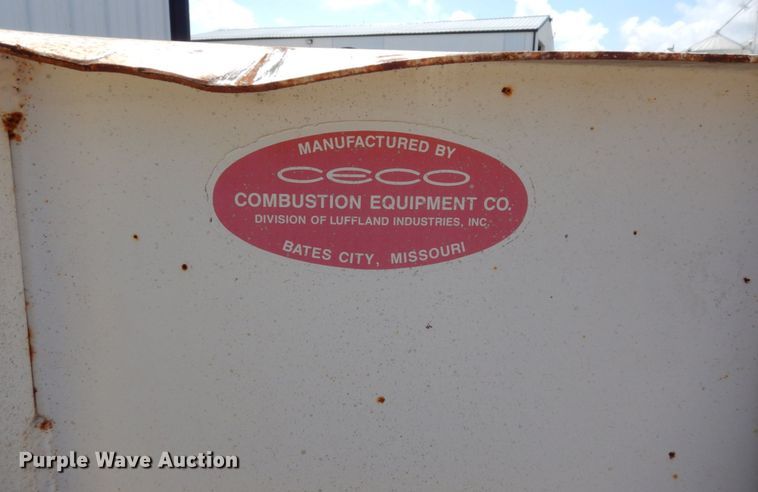 MANUFACTURED BY
CECO
COMBUSTION EQUIPMENT CO.
DIVISION OF LUFFLAND INDUSTRIES, INC.
BATES CITY, MISSOURI
Purple Wave Auction